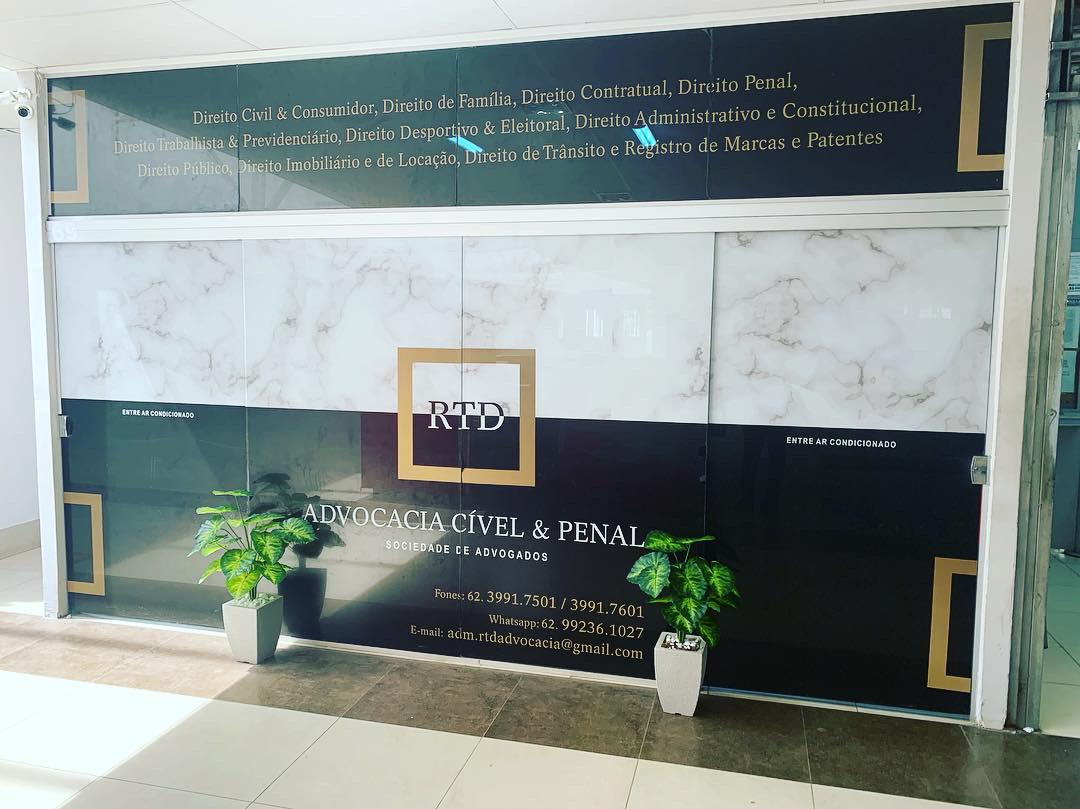 Direito Civil & Consumidor, Direito de Família, Direito Contratual, Direito Penal,
Direito Trabalhista & Previdenciário, Direito Desportivo & Eleitoral, Direito Administrativo e Constitucional,
Direito Público, Direito Imobiliário e de Locação, Direito de Trânsito e Registro de Marcas e Patentes
RTD
ENTRE AR CONDICIONADO
ENTRE AR CONDICIONADO
ADVOCACIA CÍVEL & PENAL
SOCIEDADE DE ADVOGADOS
Fones: 62. 3991.7501 / 3991.7601
Whatsapp: 62. 99236.1027
E-mail: adm.rtdadvocacia@gmail.com